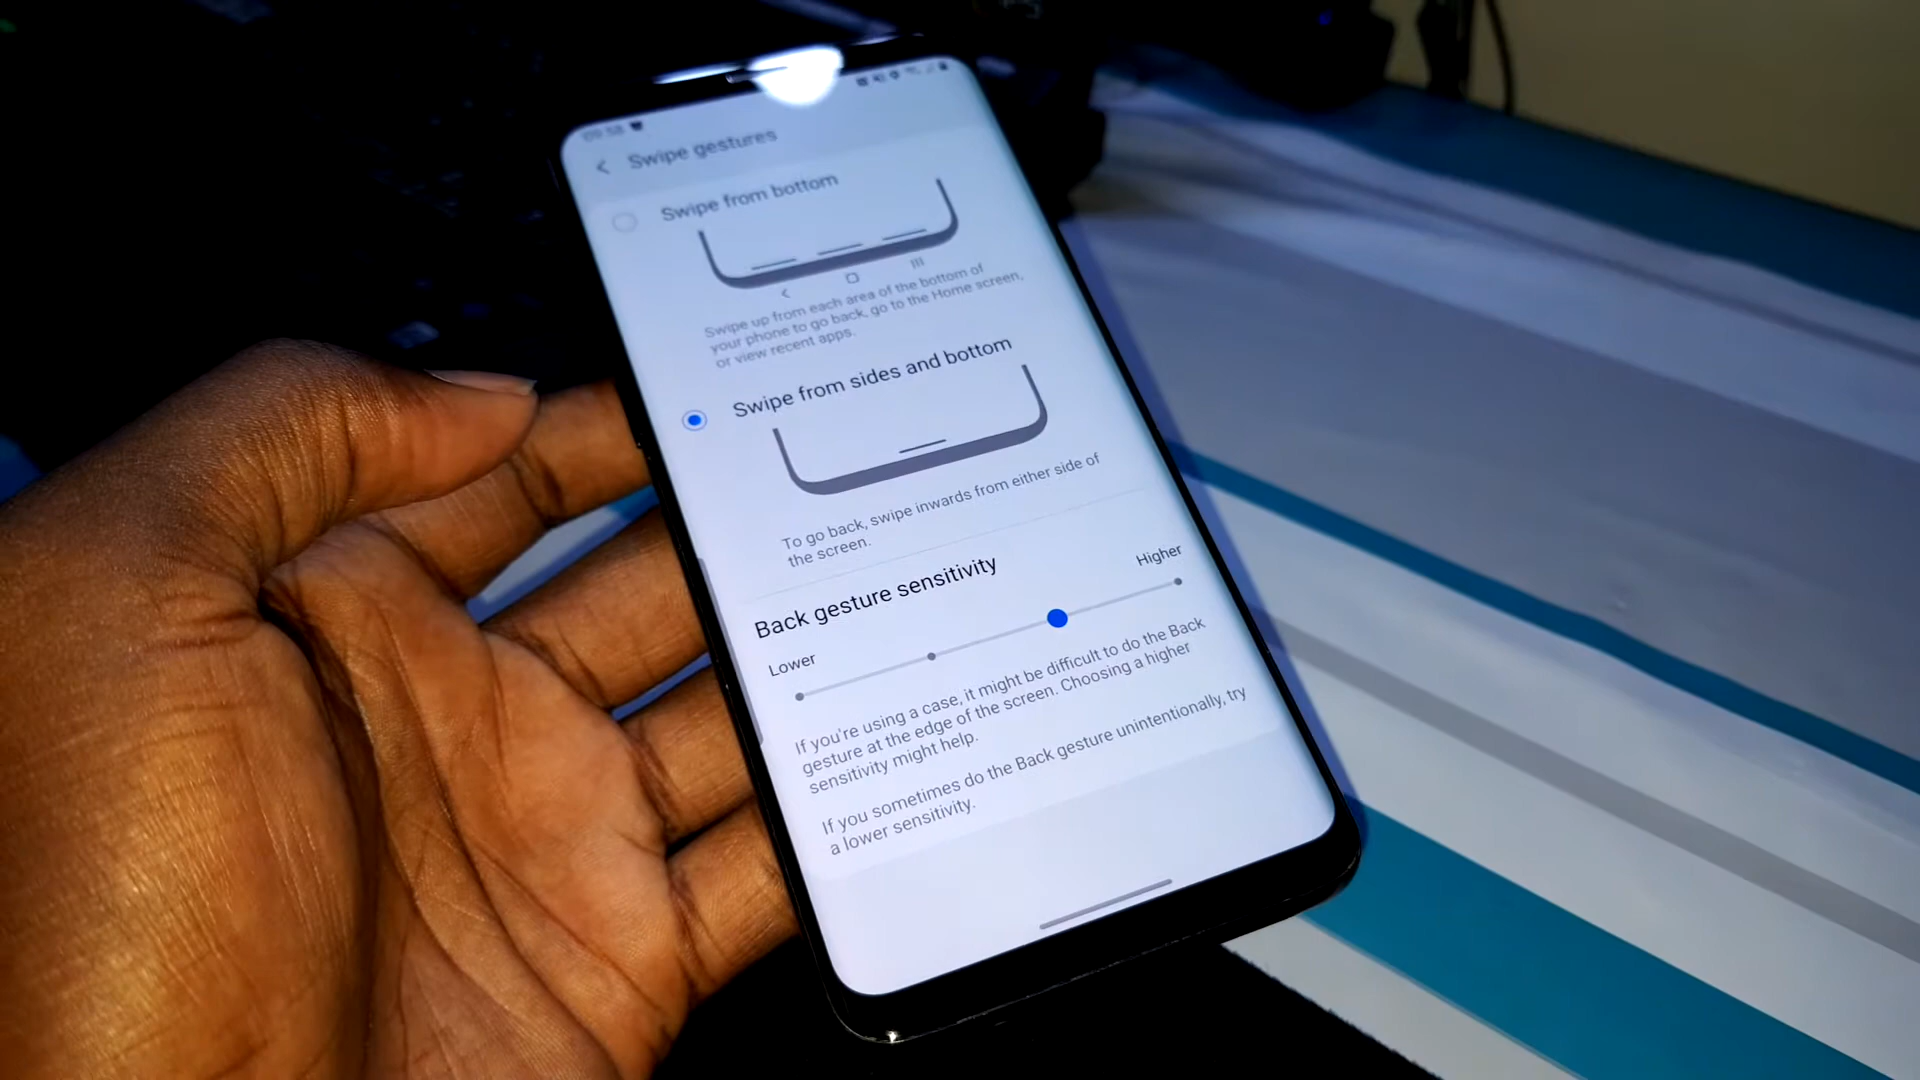 09:58
Swipe gestures
Swipe from bottom
Swipe up from each area of the bottom of
your phone to go back, go to the Home screen,
or view recent apps.
Swipe from sides and bottom
To go back, swipe inwards from either side of
the screen.
Back gesture sensitivity
Lower
Higher
If you're using a case, it might be difficult to do the Back
gesture at the edge of the screen. Choosing a higher
sensitivity might help.
If you sometimes do the Back gesture unintentionally, try
a lower sensitivity.